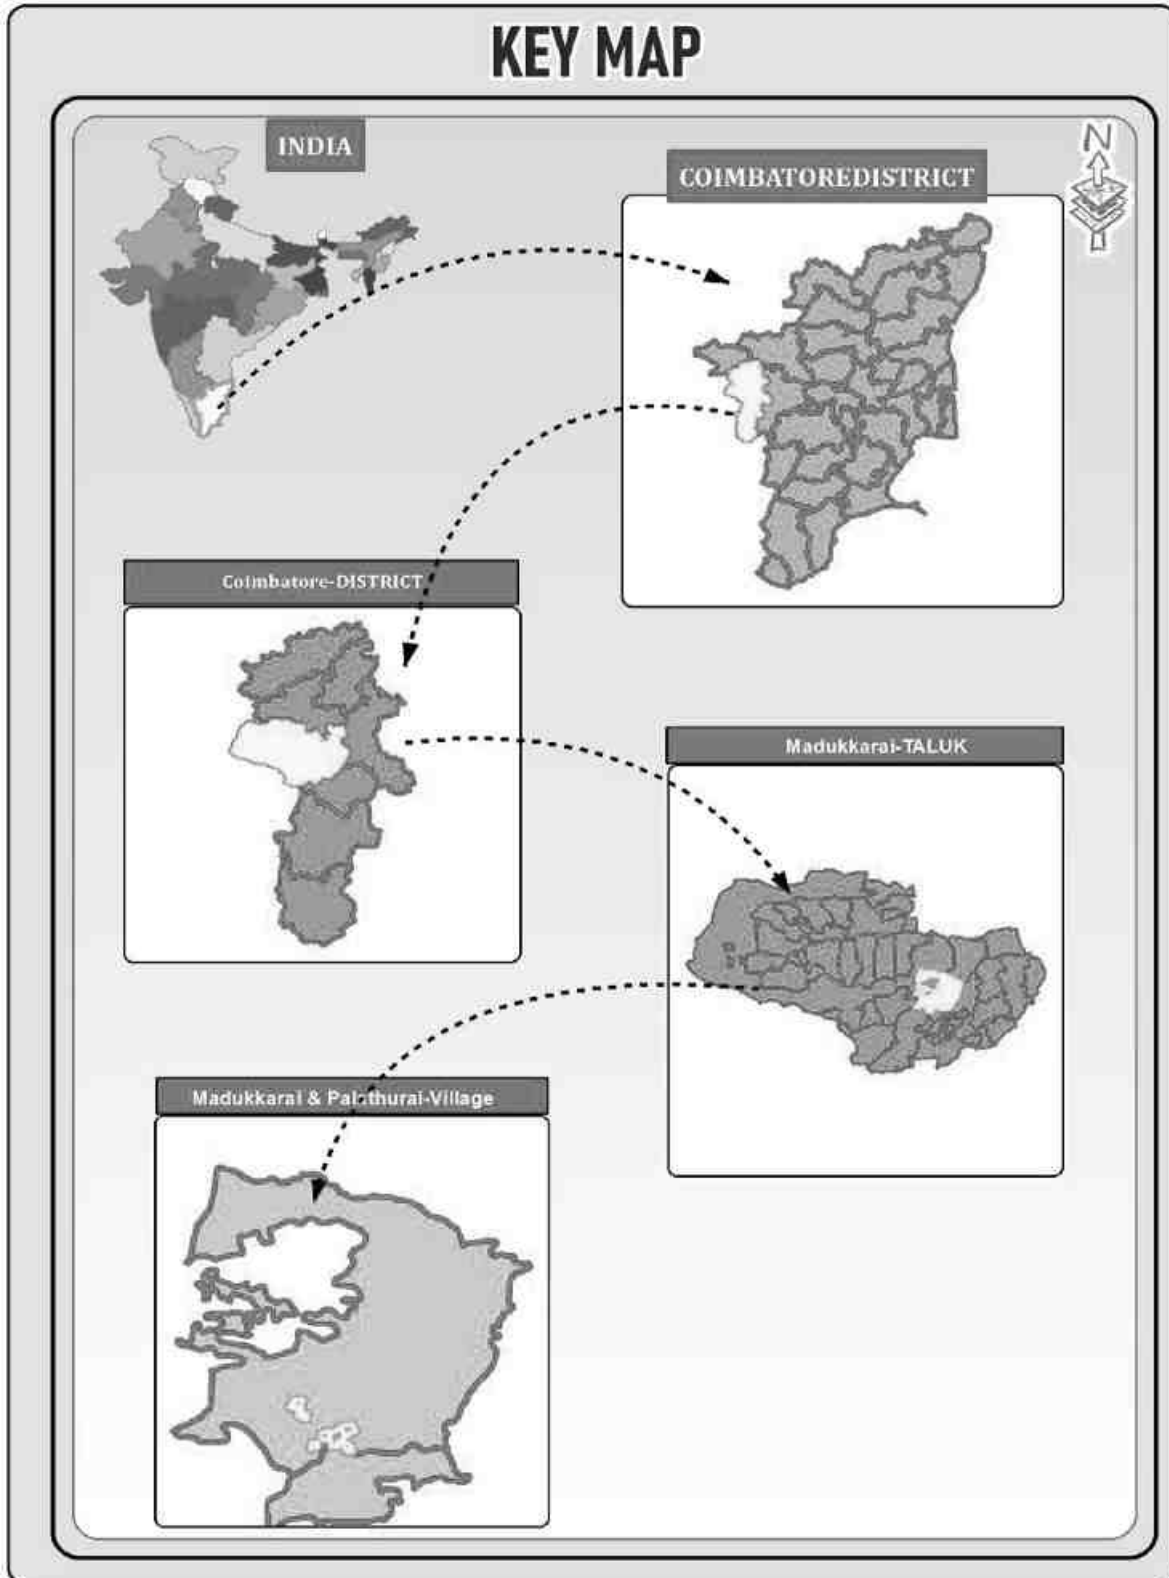 KEY MAP
INDIA
N
COIMBATOREDISTRICT
Coimbatore-DISTRICT
Madukkarai-TALUK
Madukkarai & Palathurai-Village